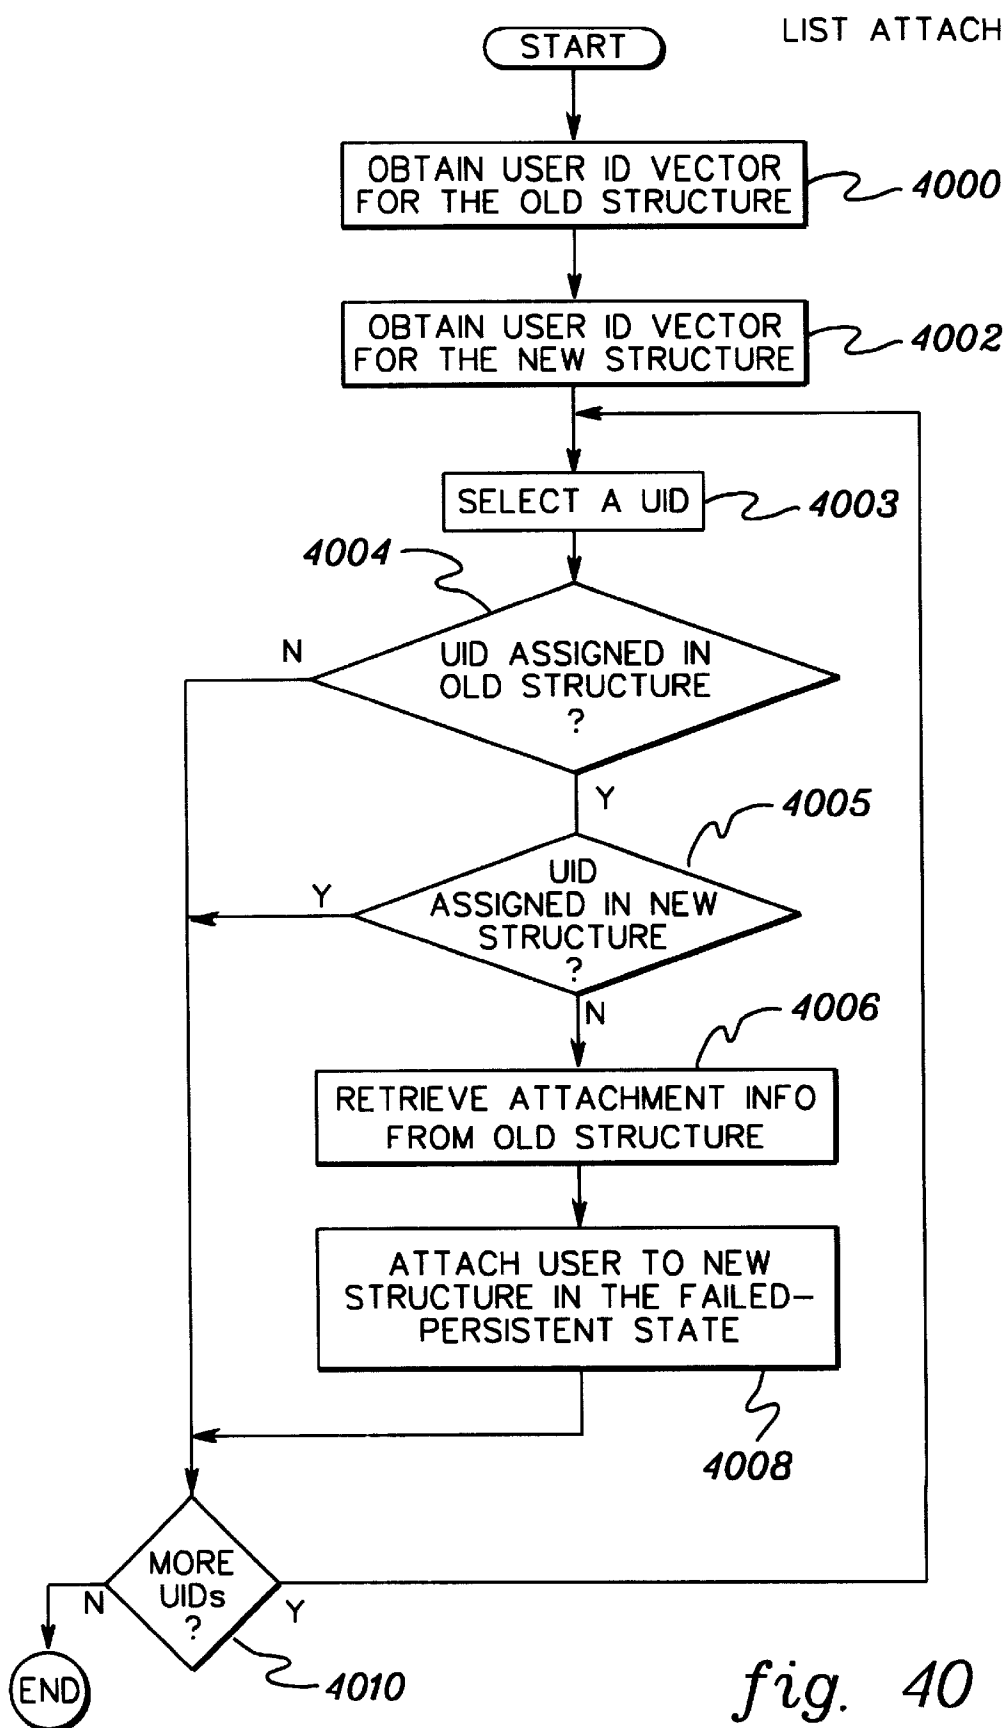 LIST ATTACH
START
OBTAIN USER ID VECTOR
FOR THE OLD STRUCTURE
4000
OBTAIN USER ID VECTOR
FOR THE NEW STRUCTURE
4002
SELECT A UID
4003
4004
N
UID ASSIGNED IN
OLD STRUCTURE
?
Y
4005
Y
UID
ASSIGNED IN NEW
STRUCTURE
?
N
4006
RETRIEVE ATTACHMENT INFO
FROM OLD STRUCTURE
ATTACH USER TO NEW
STRUCTURE IN THE FAILED–
PERSISTENT STATE
4008
MORE
UIDs
?
N
Y
4010
END
fig. 40